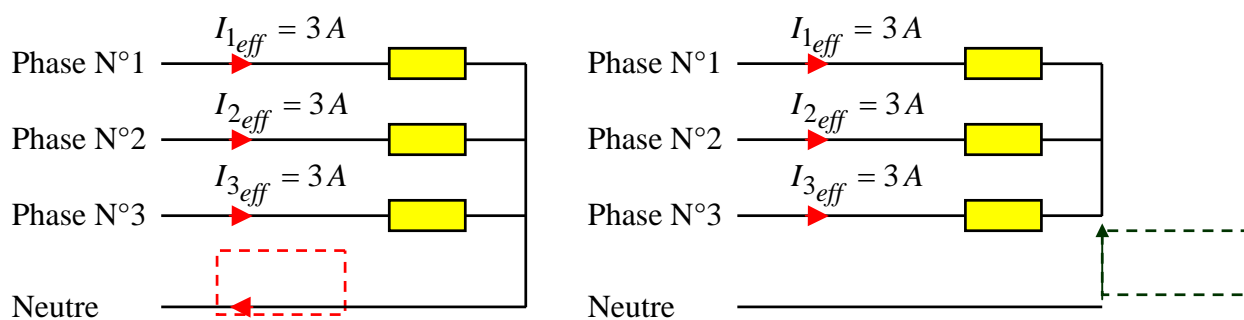 I1eff = 3 A
Phase N°1
I2eff = 3 A
Phase N°2
I3eff = 3 A
Phase N°3
Neutre
I1eff = 3 A
Phase N°1
I2eff = 3 A
Phase N°2
I3eff = 3 A
Phase N°3
Neutre